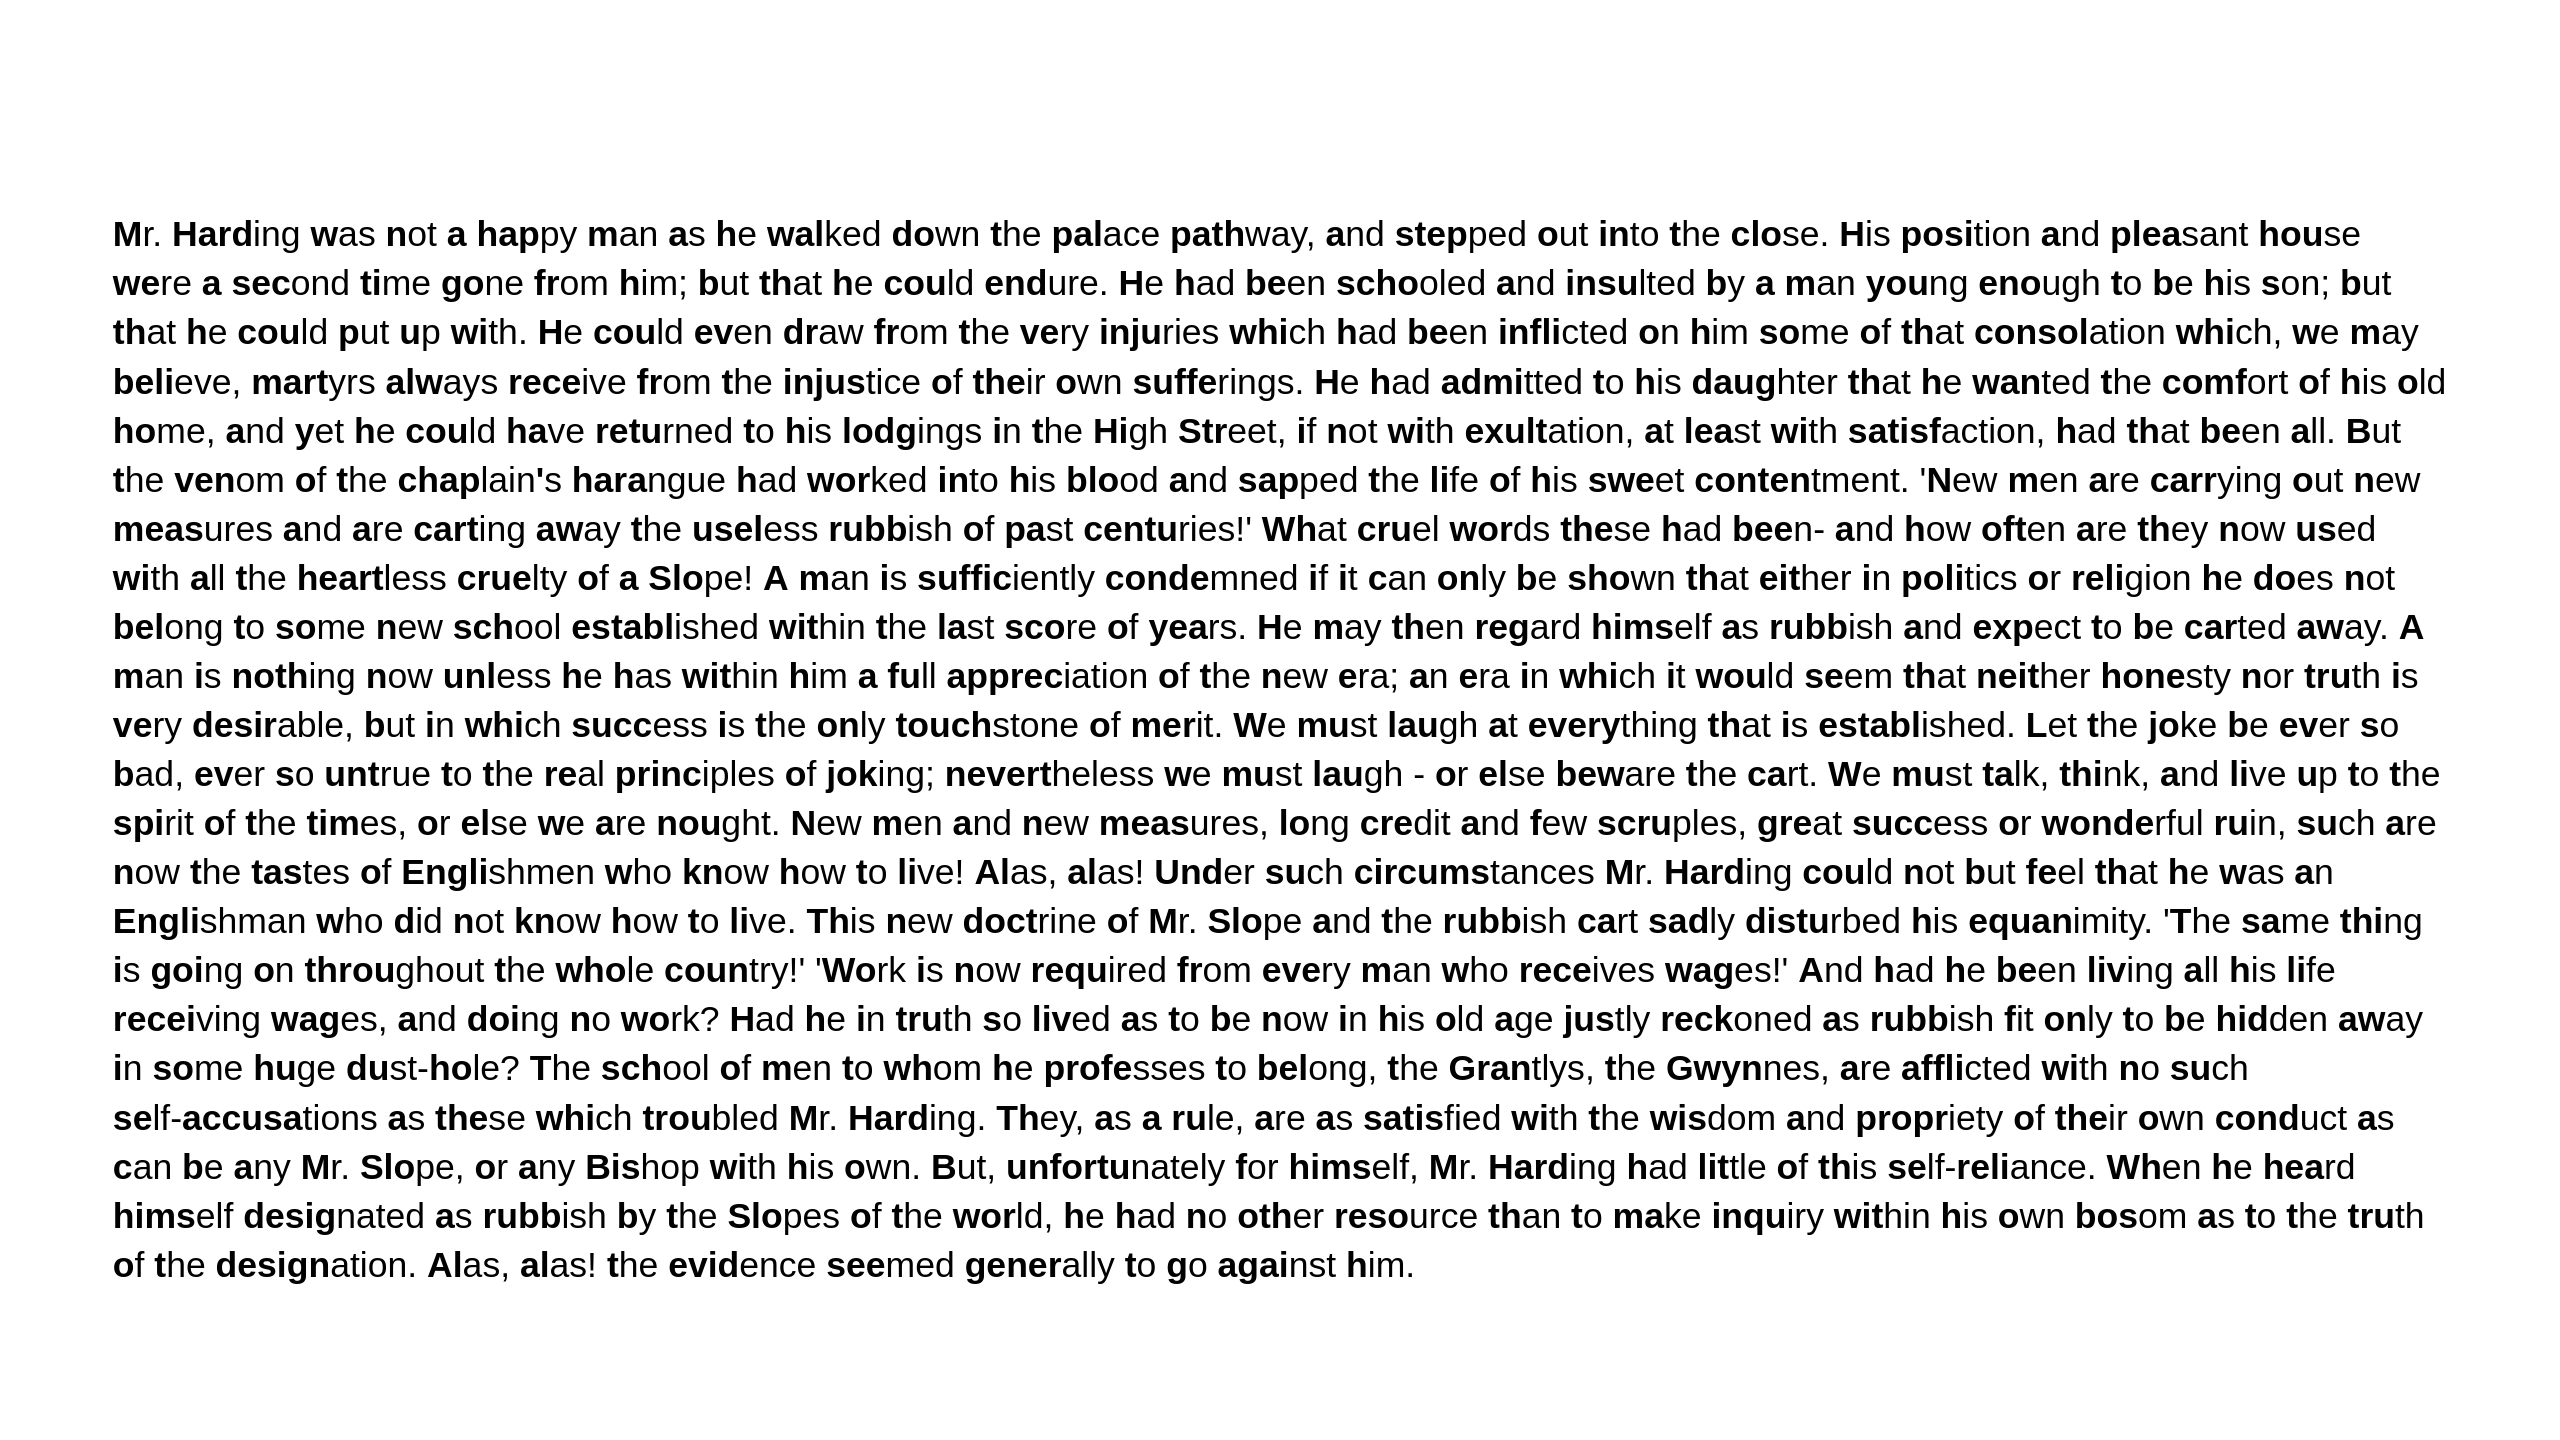 Mr. Harding was not a happy man as he walked down the palace pathway, and stepped out into the close. His position and pleasant house
were a second time gone from him; but that he could endure. He had been schooled and insulted by a man young enough to be his son; but
that he could put up with. He could even draw from the very injuries which had been inflicted on him some of that consolation which, we may
believe, martyrs always receive from the injustice of their own sufferings. He had admitted to his daughter that he wanted the comfort of his old
home, and yet he could have returned to his lodgings in the High Street, if not with exultation, at least with satisfaction, had that been all. But
the venom of the chaplain's harangue had worked into his blood and sapped the life of his sweet contentment. 'New men are carrying out new
measures and are carting away the useless rubbish of past centuries!' What cruel words these had been- and how often are they now used
with all the heartless cruelty of a Slope! A man is sufficiently condemned if it can only be shown that either in politics or religion he does not
belong to some new school established within the last score of years. He may then regard himself as rubbish and expect to be carted away. A
man is nothing now unless he has within him a full appreciation of the new era; an era in which it would seem that neither honesty nor truth is
very desirable, but in which success is the only touchstone of merit. We must laugh at everything that is established. Let the joke be ever so
bad, ever so untrue to the real principles of joking; nevertheless we must laugh - or else beware the cart. We must talk, think, and live up to the
spirit of the times, or else we are nought. New men and new measures, long credit and few scruples, great success or wonderful ruin, such are
now the tastes of Englishmen who know how to live! Alas, alas! Under such circumstances Mr. Harding could not but feel that he was an
Englishman who did not know how to live. This new doctrine of Mr. Slope and the rubbish cart sadly disturbed his equanimity. 'The same thing
is going on throughout the whole country!' 'Work is now required from every man who receives wages!' And had he been living all his life
receiving wages, and doing no work? Had he in truth so lived as to be now in his old age justly reckoned as rubbish fit only to be hidden away
in some huge dust-hole? The school of men to whom he professes to belong, the Grantlys, the Gwynnes, are afflicted with no such
self-accusations as these which troubled Mr. Harding. They, as a rule, are as satisfied with the wisdom and propriety of their own conduct as
can be any Mr. Slope, or any Bishop with his own. But, unfortunately for himself, Mr. Harding had little of this self-reliance. When he heard
himself designated as rubbish by the Slopes of the world, he had no other resource than to make inquiry within his own bosom as to the truth
of the designation. Alas, alas! the evidence seemed generally to go against him.